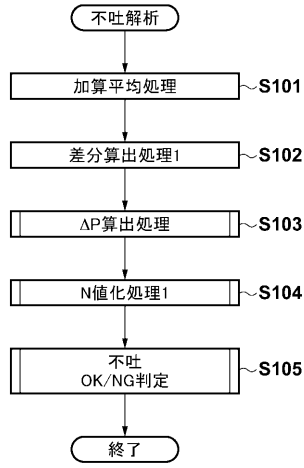 不吐解析
加算平均処理 S101
差分算出処理1 S102
ΔP算出処理 S103
N値化処理1 S104
不吐
OK/NG判定 S105
終了